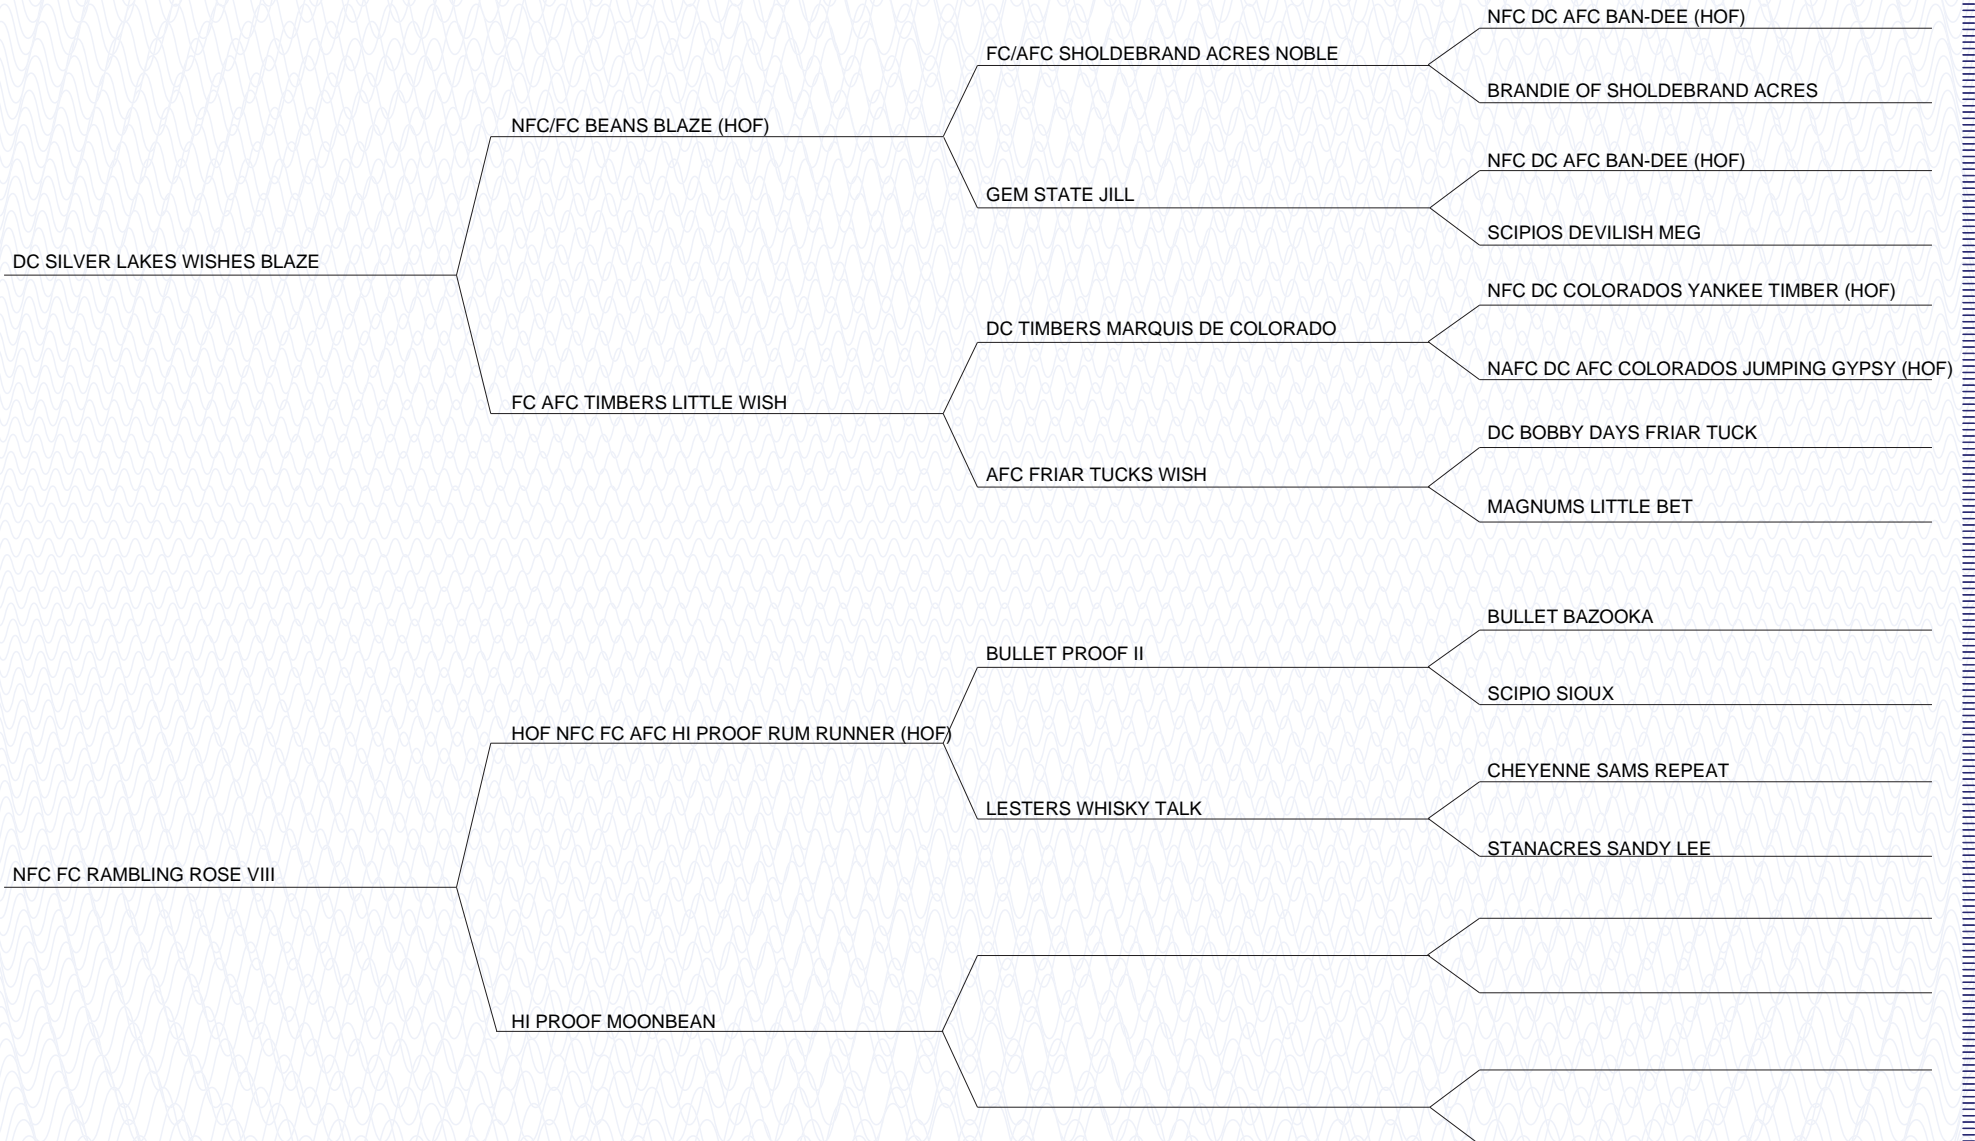 NFC DC AFC BAN-DEE (HOF)
FC/AFC SHOLDEBRAND ACRES NOBLE
BRANDIE OF SHOLDEBRAND ACRES
NFC/FC BEANS BLAZE (HOF)
NFC DC AFC BAN-DEE (HOF)
GEM STATE JILL
SCIPIOS DEVILISH MEG
DC SILVER LAKES WISHES BLAZE
NFC DC COLORADOS YANKEE TIMBER (HOF)
DC TIMBERS MARQUIS DE COLORADO
NAFC DC AFC COLORADOS JUMPING GYPSY (HOF)
FC AFC TIMBERS LITTLE WISH
DC BOBBY DAYS FRIAR TUCK
AFC FRIAR TUCKS WISH
MAGNUMS LITTLE BET
BULLET BAZOOKA
BULLET PROOF II
SCIPIO SIOUX
HOF NFC FC AFC HI PROOF RUM RUNNER (HOF)
CHEYENNE SAMS REPEAT
LESTERS WHISKY TALK
STANACRES SANDY LEE
NFC FC RAMBLING ROSE VIII
HI PROOF MOONBEAN